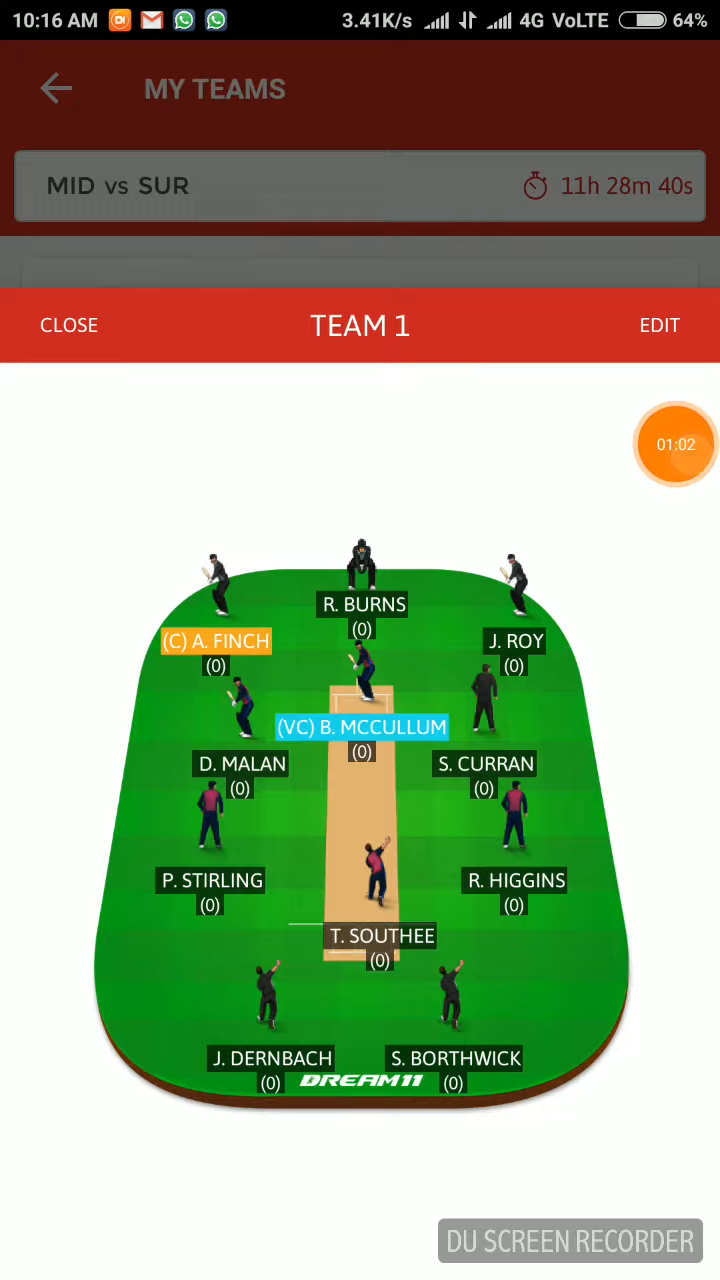 10:16 AM 3.41K/s 4G VoLTE 64%
MY TEAMS
MID vs SUR 11h 28m 40s
CLOSE TEAM 1 EDIT
01:02
R. BURNS
(0)
(C) A. FINCH
(0)
J. ROY
(0)
(VC) B. MCCULLUM
(0)
D. MALAN
(0)
S. CURRAN
(0)
P. STIRLING
(0)
R. HIGGINS
(0)
T. SOUTHEE
(0)
J. DERNBACH
(0)
S. BORTHWICK
(0)
DREAM11
DU SCREEN RECORDER